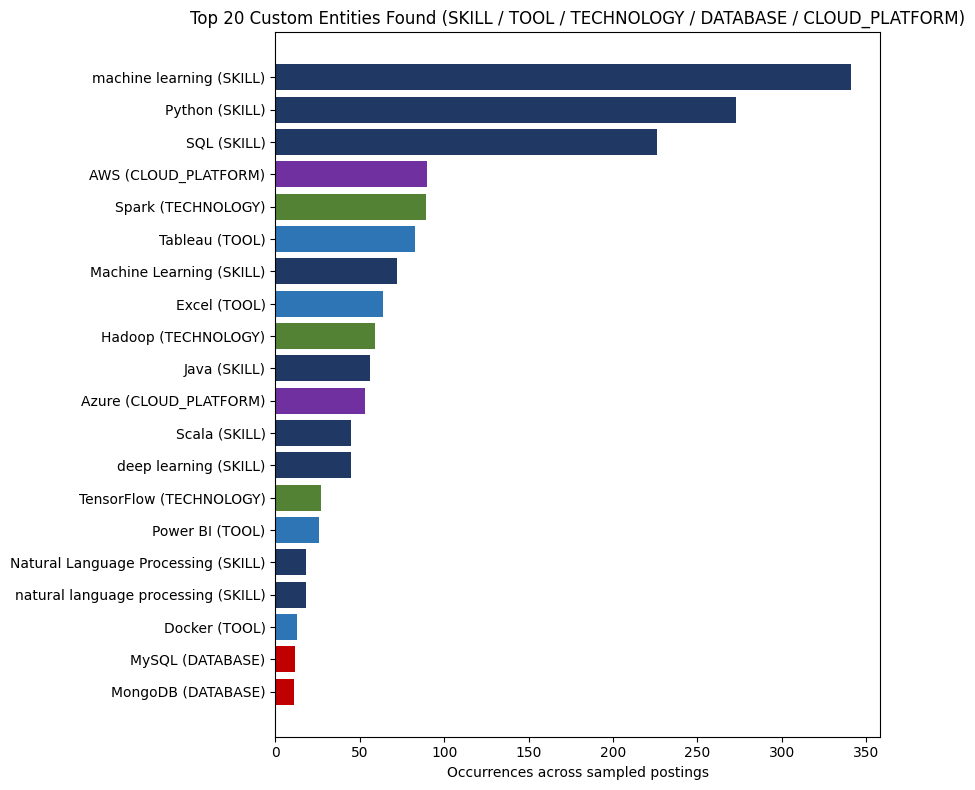 Top 20 Custom Entities Found (SKILL / TOOL / TECHNOLOGY / DATABASE / CLOUD_PLATFORM)
machine learning (SKILL)
Python (SKILL)
SQL (SKILL)
AWS (CLOUD_PLATFORM)
Spark (TECHNOLOGY)
Tableau (TOOL)
Machine Learning (SKILL)
Excel (TOOL)
Hadoop (TECHNOLOGY)
Java (SKILL)
Azure (CLOUD_PLATFORM)
Scala (SKILL)
deep learning (SKILL)
TensorFlow (TECHNOLOGY)
Power BI (TOOL)
Natural Language Processing (SKILL)
natural language processing (SKILL)
Docker (TOOL)
MySQL (DATABASE)
MongoDB (DATABASE)
0 50 100 150 200 250 300 350
Occurrences across sampled postings